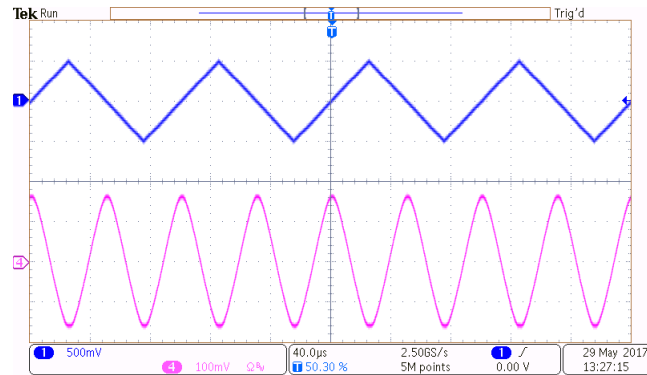 Tek Run Trig'd
T
T
1
4
1 500mV 40.0µs 2.50GS/s 1 29 May 2017
4 100mV Ω T 50.30 % 5M points 0.00 V 13:27:15